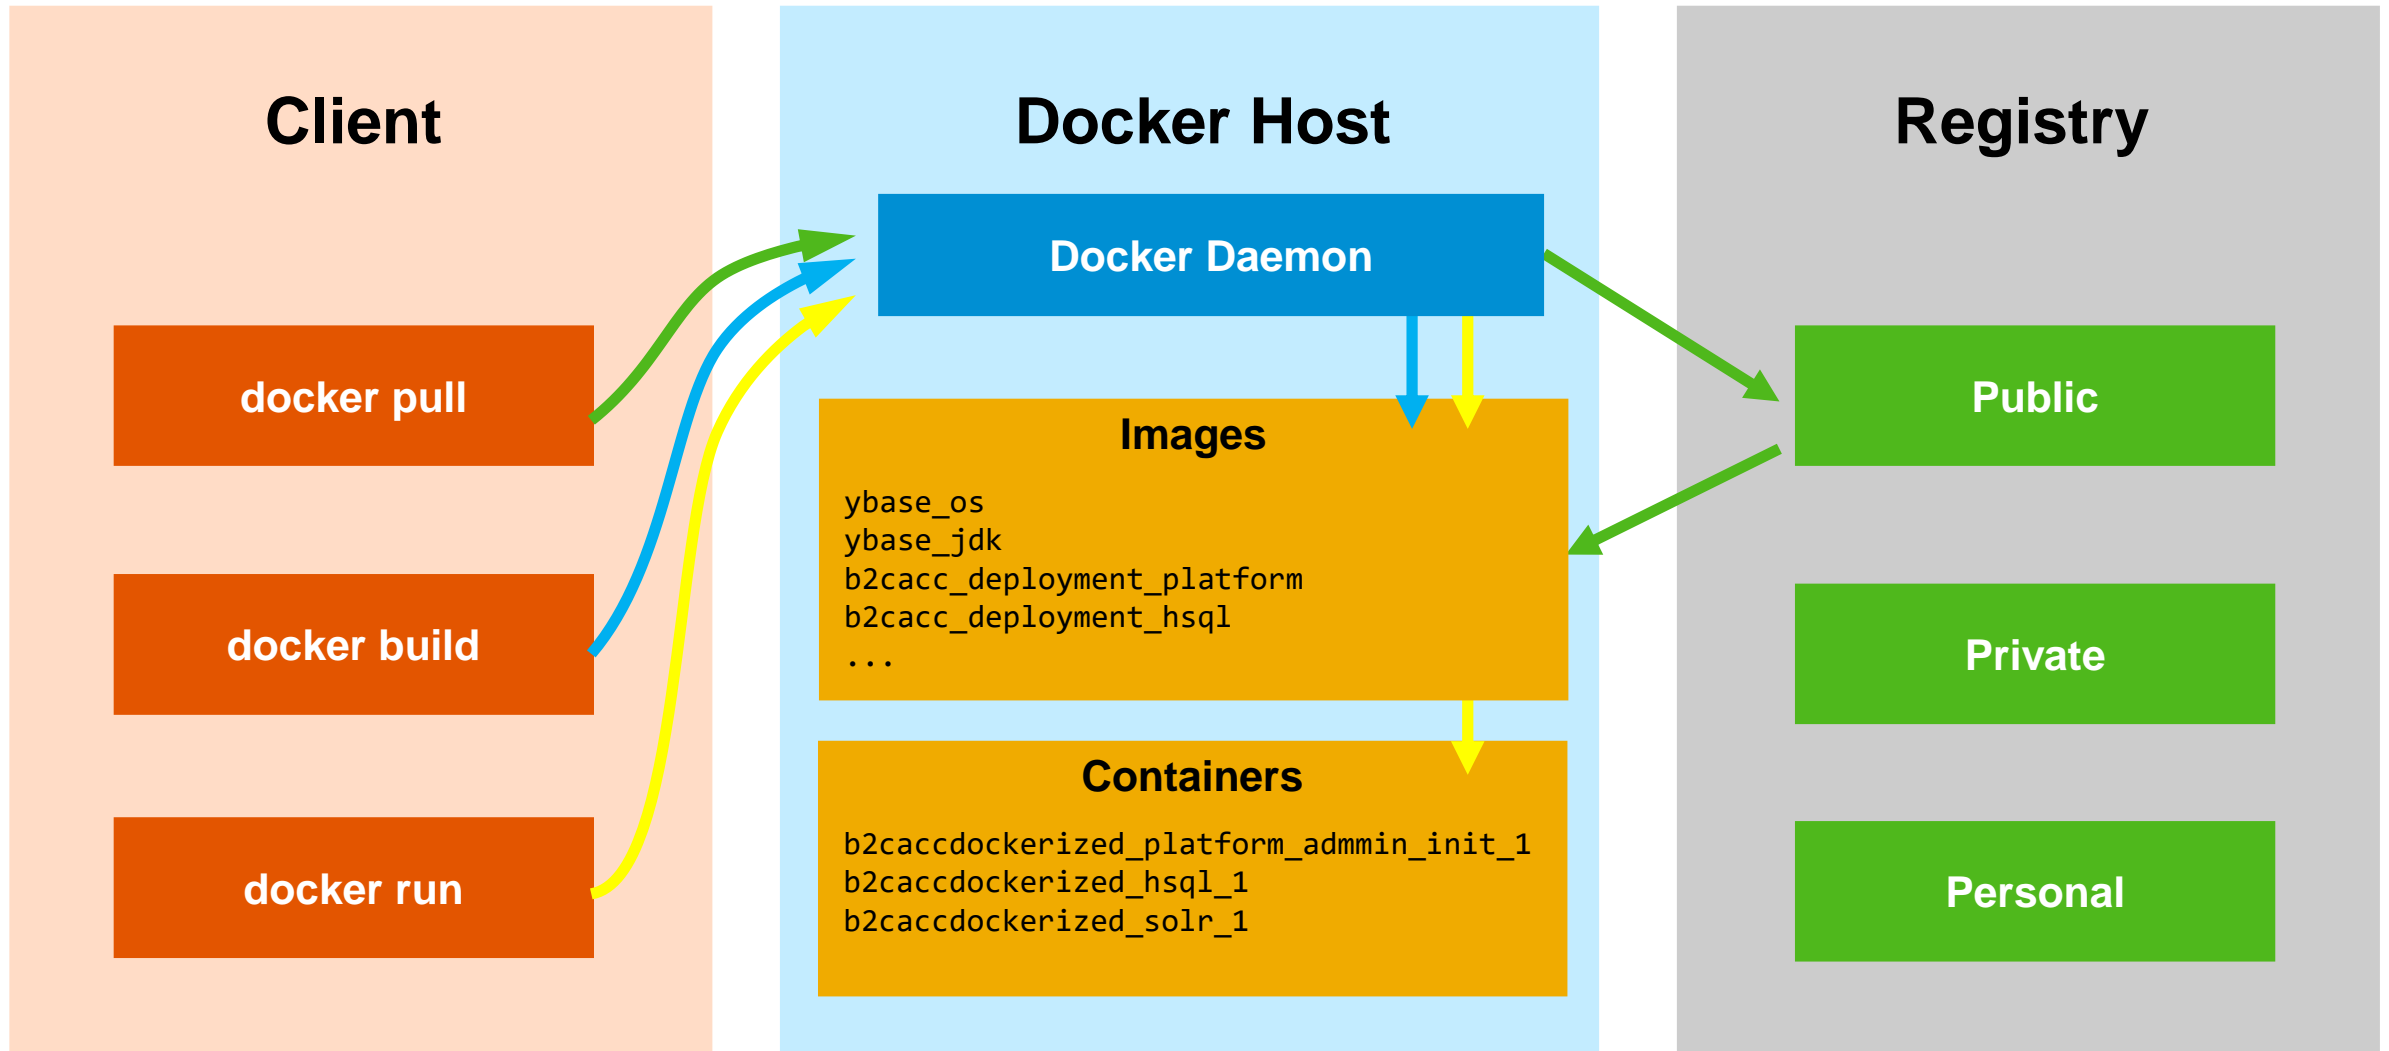 Client
docker pull
docker build
docker run
Docker Host
Docker Daemon
Images
ybase_os
ybase_jdk
b2cacc_deployment_platform
b2cacc_deployment_hsql
...
Containers
b2caccdockerized_platform_admmin_init_1
b2caccdockerized_hsql_1
b2caccdockerized_solr_1
Registry
Public
Private
Personal